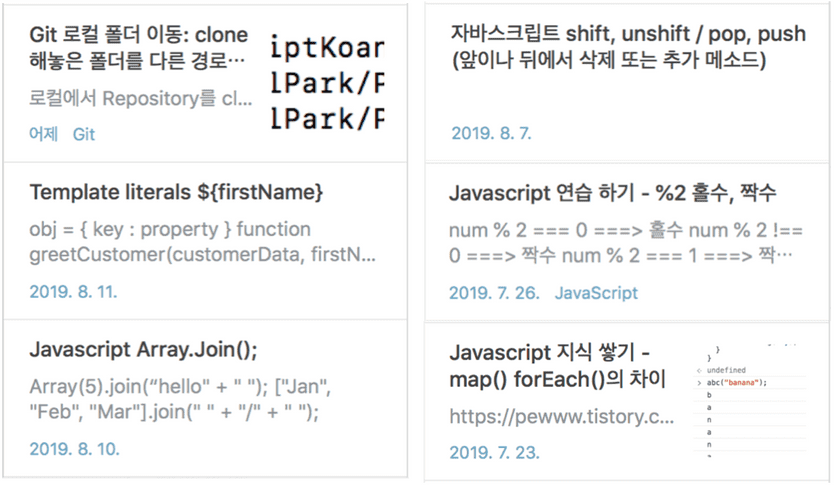 Git 로컬 폴더 이동: clone
해놓은 폴더를 다른 경로…
로컬에서 Repository를 cl...
어제 Git
iptKoar
lPark/F
lPark/F
Template literals ${firstName}
obj = { key : property } function
greetCustomer(customerData, firstN...
2019. 8. 11.
Javascript Array.Join();
Array(5).join(“hello" + " "); ["Jan",
"Feb", "Mar"].join(" " + "/" + " ");
2019. 8. 10.
자바스크립트 shift, unshift / pop, push
(앞이나 뒤에서 삭제 또는 추가 메소드)
2019. 8. 7.
Javascript 연습 하기 - %2 홀수, 짝수
num % 2 === 0 ===> 홀수 num % 2 !==
0 ===> 짝수 num % 2 === 1 ===> 짝…
2019. 7. 26. JavaScript
Javascript 지식 쌓기 -
map() forEach()의 차이
https://pewww.tistory.c...
2019. 7. 23.
}
}
< undefined
> abc("banana");
b
a
n
a
n